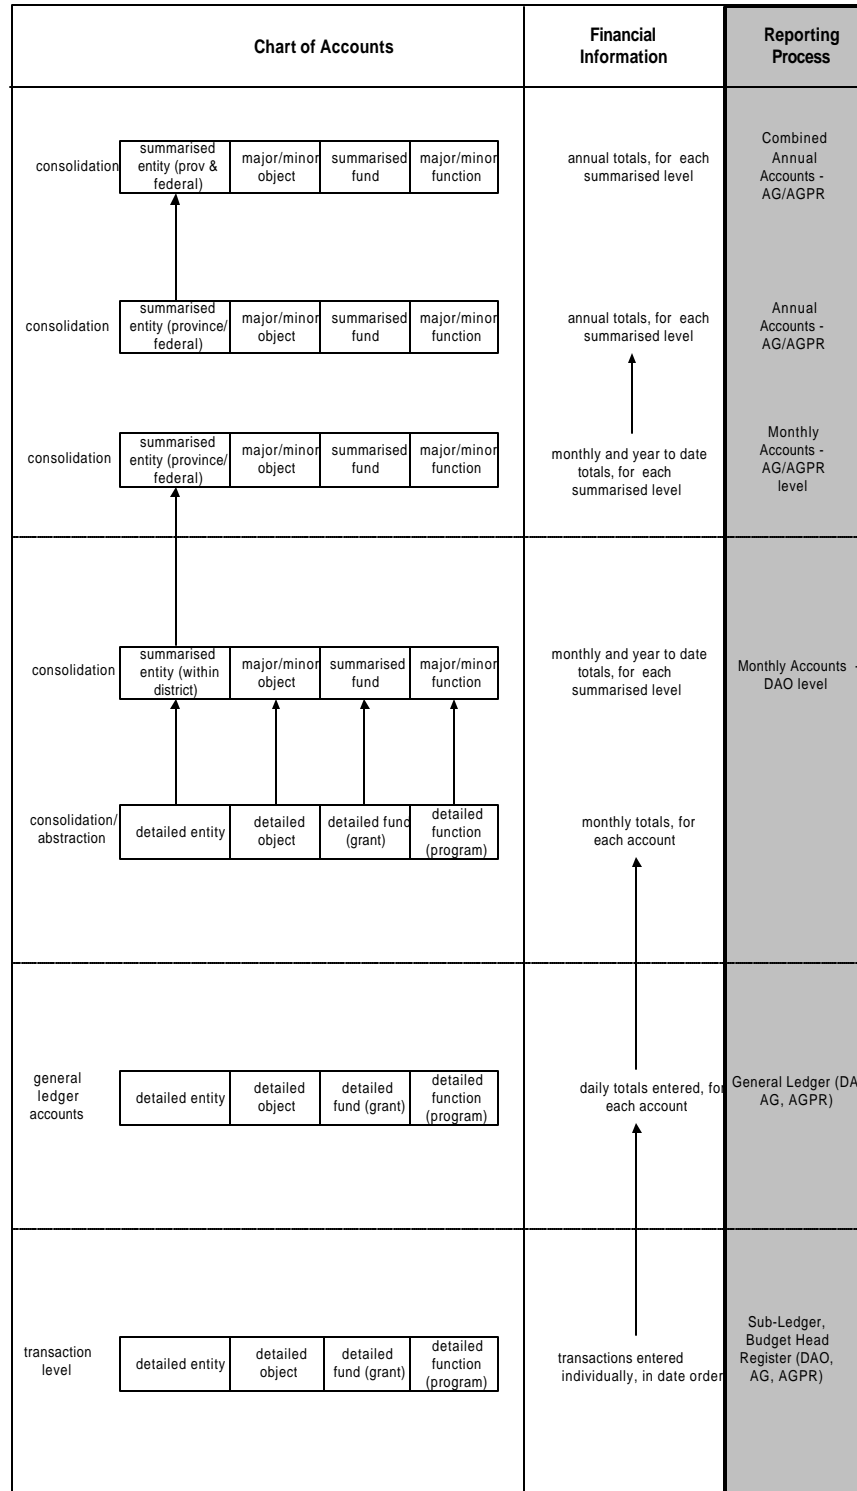 Chart of Accounts
Financial
Information
Reporting
Process
consolidation
summarised
entity (prov &
federal)
major/minor
object
summarised
fund
major/minor
function
annual totals, for each
summarised level
Combined
Annual
Accounts -
AG/AGPR
consolidation
summarised
entity (province/
federal)
major/minor
object
summarised
fund
major/minor
function
annual totals, for each
summarised level
Annual
Accounts -
AG/AGPR
consolidation
summarised
entity (province/
federal)
major/minor
object
summarised
fund
major/minor
function
monthly and year to date
totals, for each
summarised level
Monthly
Accounts -
AG/AGPR
level
consolidation
summarised
entity (within
district)
major/minor
object
summarised
fund
major/minor
function
monthly and year to date
totals, for each
summarised level
Monthly Accounts -
DAO level
consolidation/
abstraction
detailed entity
detailed
object
detailed fund
(grant)
detailed
function
(program)
monthly totals, for
each account
general
ledger
accounts
detailed entity
detailed
object
detailed
fund (grant)
detailed
function
(program)
daily totals entered, for
each account
General Ledger (DA
AG, AGPR)
transaction
level
detailed entity
detailed
object
detailed
fund (grant)
detailed
function
(program)
transactions entered
individually, in date order
Sub-Ledger,
Budget Head
Register (DAO,
AG, AGPR)